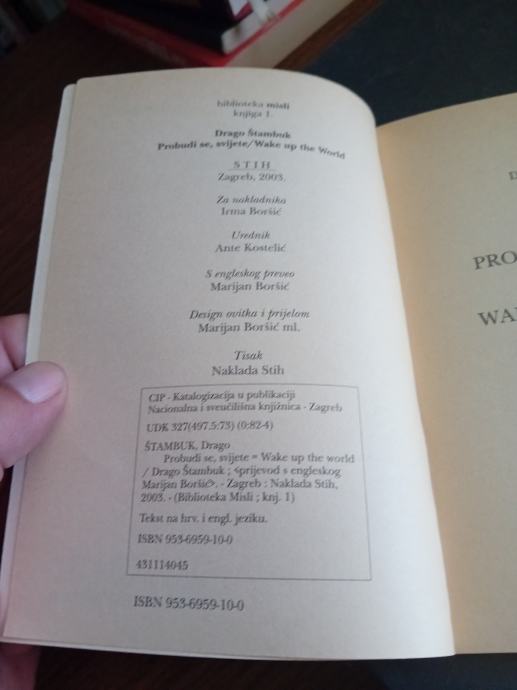 biblioteka misli
knjiga 1.
Drago Štambuk
Probudi se, svijete/Wake up the World
STIH
Zagreb, 2003.
Za nakladnika
Irma Boršić
Urednik
Ante Kostelić
S engleskog preveo
Marijan Boršić
Design ovitka i prijelom
Marijan Boršić ml.
Tisak
Naklada Stih
CIP - Katalogizacija u publikaciji
Nacionalna i sveučilišna knjižnica - Zagreb
UDK 327(497.5:73) (0:82-4)
ŠTAMBUK, Drago
Probudi se, svijete = Wake up the world
/ Drago Štambuk ; <prijevod s engleskog
Marijan Boršić>. - Zagreb : Naklada Stih,
2003. - (Biblioteka Misli ; knj. 1)
Tekst na hrv. i engl. jeziku.
ISBN 953-6959-10-0
431114045
ISBN 953-6959-10-0
PRO
WA